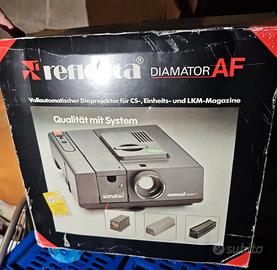 reflecta® DIAMATOR AF
Vollautomatischer Diaprojektor für CS-, Einheits- und LKM-Magazine
Qualität mit System
subito